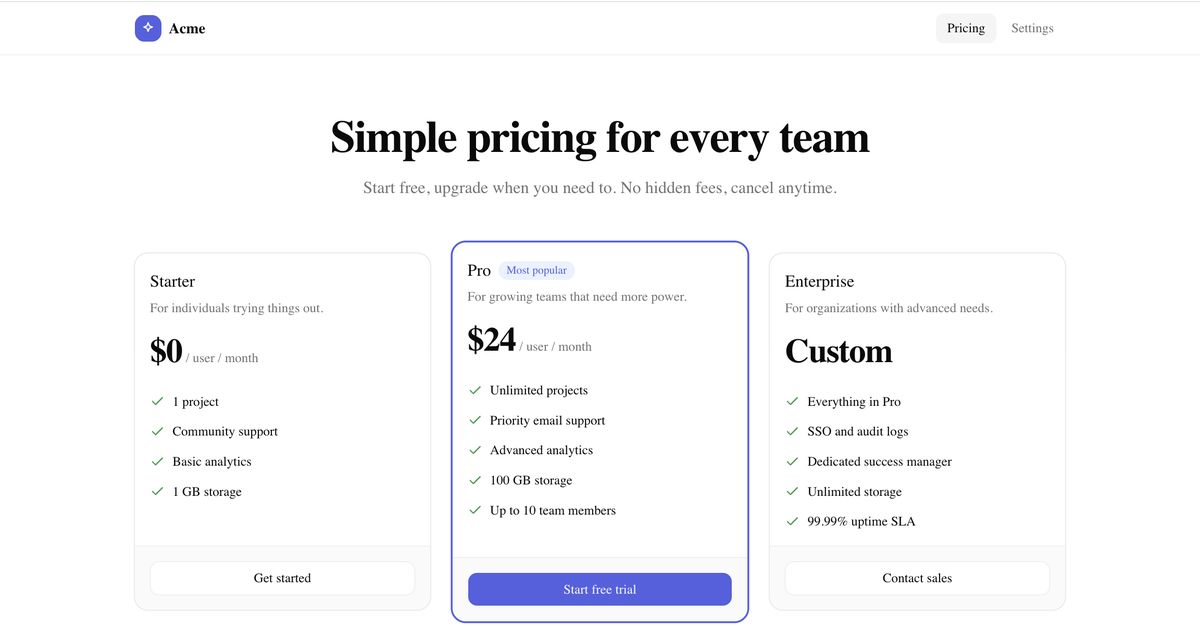 Acme
Pricing
Settings
Simple pricing for every team
Start free, upgrade when you need to. No hidden fees, cancel anytime.
Starter
For individuals trying things out.
$0 / user / month
1 project
Community support
Basic analytics
1 GB storage
Get started
Pro
Most popular
For growing teams that need more power.
$24 / user / month
Unlimited projects
Priority email support
Advanced analytics
100 GB storage
Up to 10 team members
Start free trial
Enterprise
For organizations with advanced needs.
Custom
Everything in Pro
SSO and audit logs
Dedicated success manager
Unlimited storage
99.99% uptime SLA
Contact sales